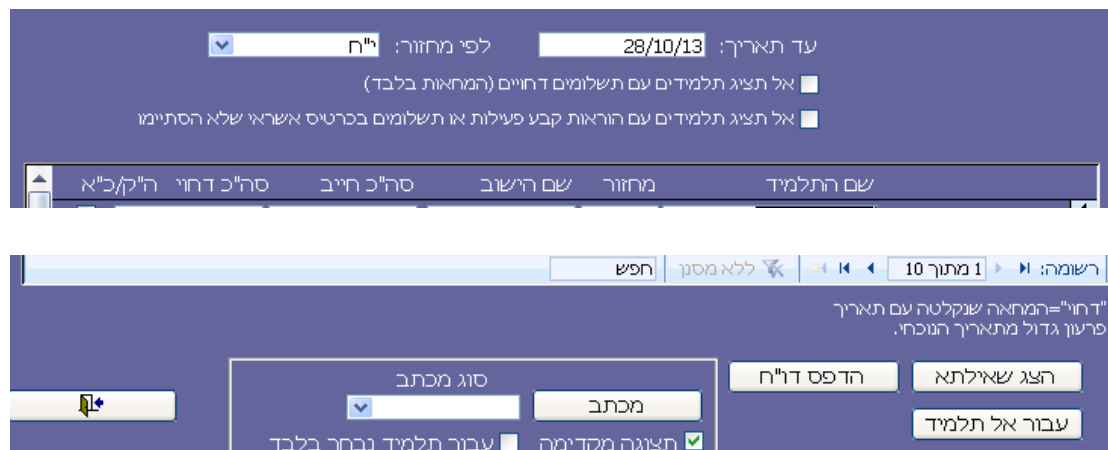 עד תאריך: 28/10/13 לפי מחזור: י"ח
אל תציג תלמידים עם תשלומים דחויים (המחאות בלבד)
אל תציג תלמידים עם הוראות קבע פעילות או תשלומים בכרטיס אשראי שלא הסתיימו
שם התלמיד מחזור שם הישוב סה"כ חייב סה"כ דחוי ה"ק/כ"א
רשומה: 1 מתוך 10 ללא מסנן חפש
"דחוי"=המחאה שנקלטה עם תאריך
פרעון גדול מתאריך הנוכחי.
הצג שאילתא הדפס דו"ח סוג מכתב
מכתב
עבור אל תלמיד
תצוגה מקדימה עבור תלמיד נבחר בלבד